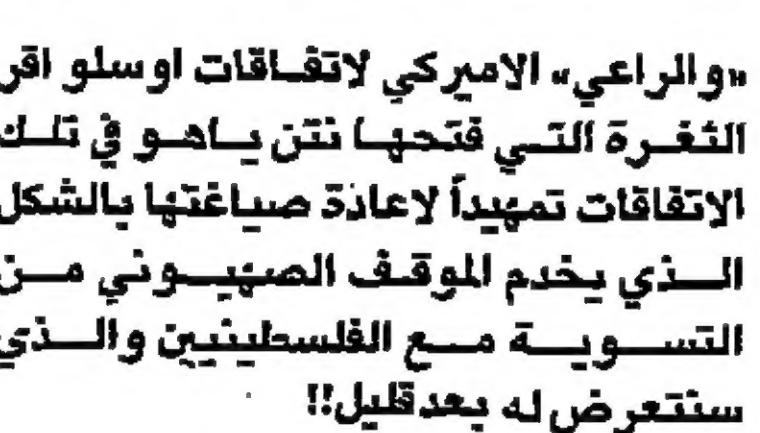 «والراعي» الاميركي لاتفاقات اوسلو اقر
الثغرة التي فتحها نتن ياهو في تلك
الاتفاقات تمهيداً لاعادة صياغتها بالشكل
الذي يخدم الموقف الصهيوني من
التسوية مع الفلسطينيين والذي
سنتعرض له بعد قليل!!